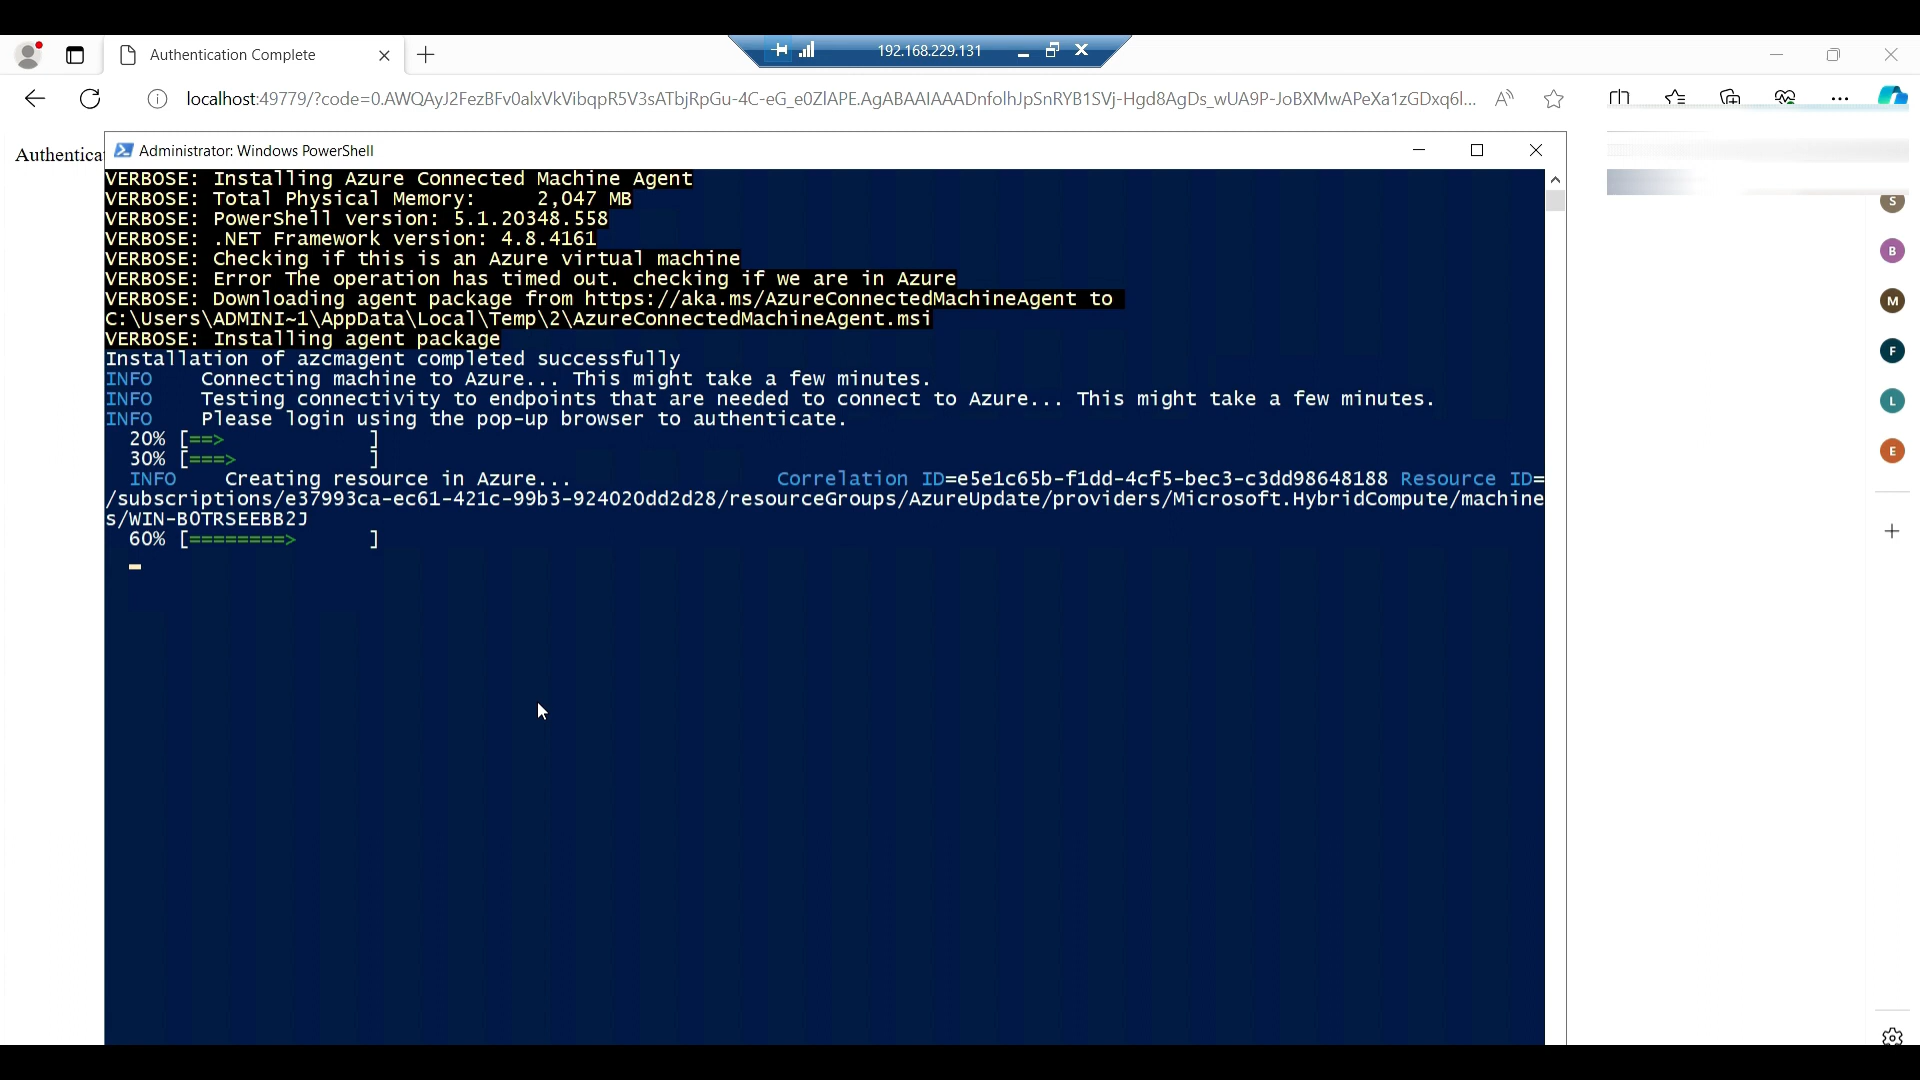 Authentication Complete
192.168.229.131
localhost:49779/?code=0.AWQAyJ2FezBFv0alxVkVibqpR5V3sATbjRpGu-4C-eG_e0ZlAPE.AgABAAIAAADnfolhJpSnRYB1SVj-Hgd8AgDs_wUA9P-JoBXMwAPeXa1zGDxq6l...
Authentica
Administrator: Windows PowerShell
VERBOSE: Installing Azure Connected Machine Agent
VERBOSE: Total Physical Memory:     2,047 MB
VERBOSE: PowerShell version: 5.1.20348.558
VERBOSE: .NET Framework version: 4.8.4161
VERBOSE: Checking if this is an Azure virtual machine
VERBOSE: Error The operation has timed out. checking if we are in Azure
VERBOSE: Downloading agent package from https://aka.ms/AzureConnectedMachineAgent to
C:\Users\ADMINI~1\AppData\Local\Temp\2\AzureConnectedMachineAgent.msi
VERBOSE: Installing agent package
Installation of azcmagent completed successfully
INFO    Connecting machine to Azure... This might take a few minutes.
INFO    Testing connectivity to endpoints that are needed to connect to Azure... This might take a few minutes.
INFO    Please login using the pop-up browser to authenticate.
20% [==>            ]
30% [===>           ]
INFO    Creating resource in Azure...                 Correlation ID=e5e1c65b-f1dd-4cf5-bec3-c3dd98648188 Resource ID=
/subscriptions/e37993ca-ec61-421c-99b3-924020dd2d28/resourceGroups/AzureUpdate/providers/Microsoft.HybridCompute/machine
s/WIN-B0TRSEEBB2J
60% [========>      ]
S
B
M
F
L
E